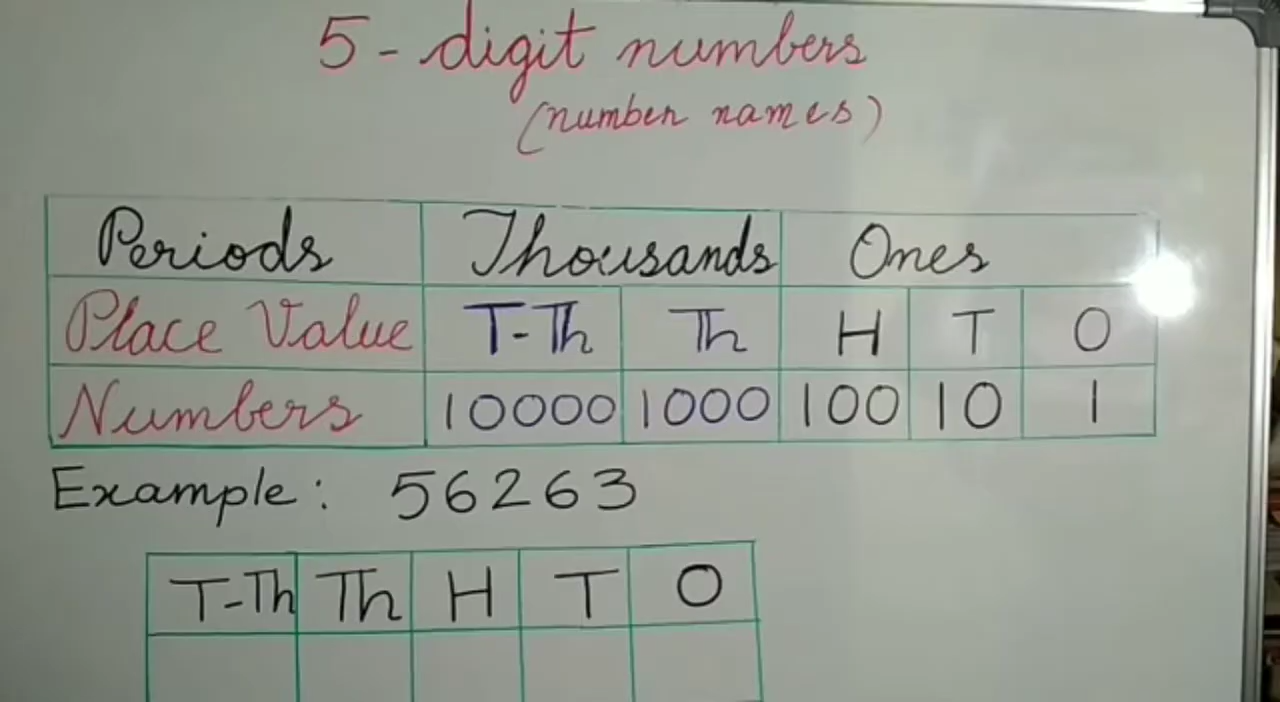 5 - digit numbers
(number names)
Periods Thousands Ones
Place Value T-Th Th H T O
Numbers 10000 1000 100 10 1
Example: 56263
T-Th Th H T O